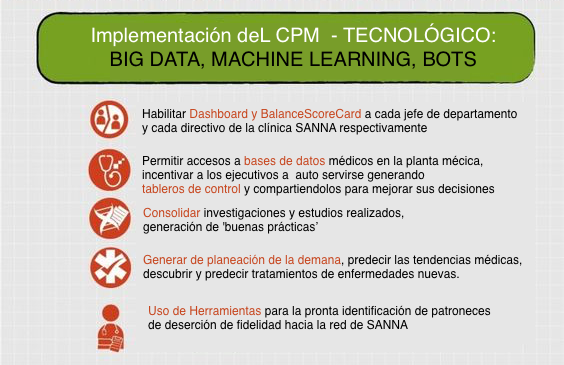 Implementación deL CPM - TECNOLÓGICO:
BIG DATA, MACHINE LEARNING, BOTS
Habilitar Dashboard y BalanceScoreCard a cada jefe de departamento
y cada directivo de la clínica SANNA respectivamente
Permitir accesos a bases de datos médicos en la planta mécica,
incentivar a los ejecutivos a auto servirse generando
tableros de control y compartiendolos para mejorar sus decisiones
Consolidar investigaciones y estudios realizados,
generación de 'buenas prácticas'
Generar de planeación de la demana, predecir las tendencias médicas,
descubrir y predecir tratamientos de enfermedades nuevas.
Uso de Herramientas para la pronta identificación de patroneces
de deserción de fidelidad hacia la red de SANNA